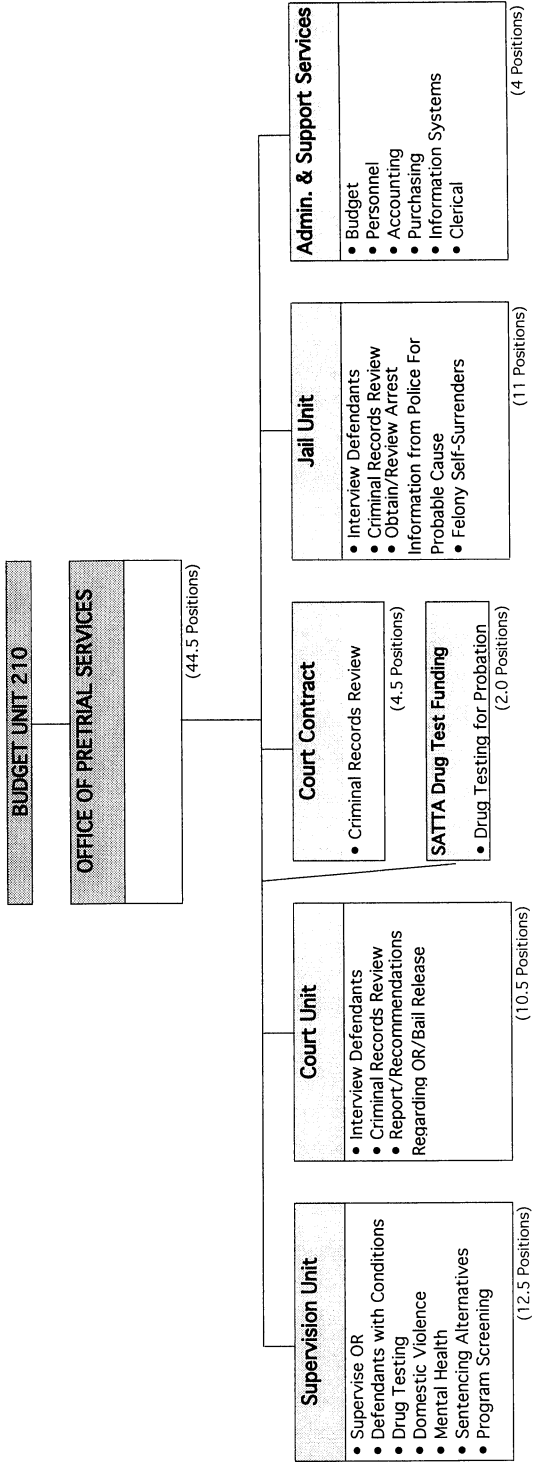 BUDGET UNIT 210
OFFICE OF PRETRIAL SERVICES
(44.5 Positions)
Supervision Unit
• Supervise OR
• Defendants with Conditions
• Drug Testing
• Domestic Violence
• Mental Health
• Sentencing Alternatives
• Program Screening
(12.5 Positions)
Court Unit
• Interview Defendants
• Criminal Records Review
• Report/Recommendations
Regarding OR/Bail Release
(10.5 Positions)
Court Contract
• Criminal Records Review
(4.5 Positions)
SATTA Drug Test Funding
• Drug Testing for Probation
(2.0 Positions)
Jail Unit
• Interview Defendants
• Criminal Records Review
• Obtain/Review Arrest
Information from Police For
Probable Cause
• Felony Self-Surrenders
(11 Positions)
Admin. & Support Services
• Budget
• Personnel
• Accounting
• Purchasing
• Information Systems
• Clerical
(4 Positions)